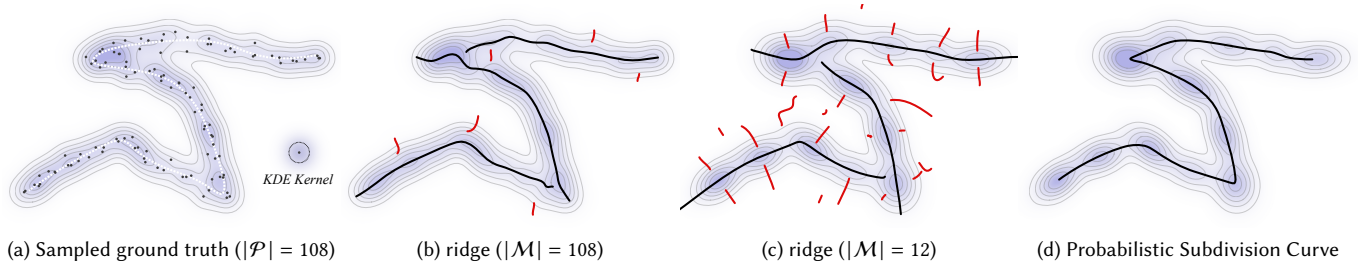 KDE Kernel
(a) Sampled ground truth (|𝒫| = 108)
(b) ridge (|ℳ| = 108)
(c) ridge (|ℳ| = 12)
(d) Probabilistic Subdivision Curve